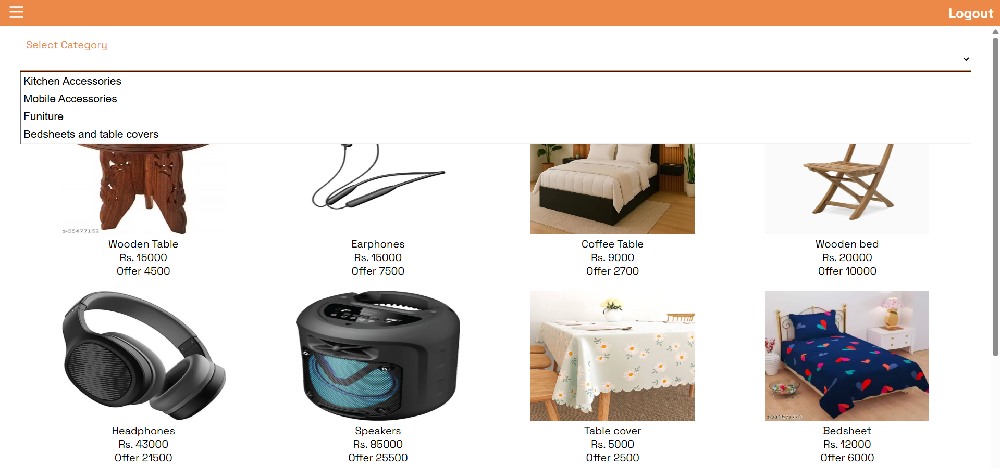 Logout
Select Category
Kitchen Accessories
Mobile Accessories
Funiture
Bedsheets and table covers
s-55477162
Wooden Table
Rs. 15000
Offer 4500
Earphones
Rs. 15000
Offer 7500
Coffee Table
Rs. 9000
Offer 2700
Wooden bed
Rs. 20000
Offer 10000
s-119631770
Headphones
Rs. 43000
Offer 21500
Speakers
Rs. 85000
Offer 25500
Table cover
Rs. 5000
Offer 2500
Bedsheet
Rs. 12000
Offer 6000